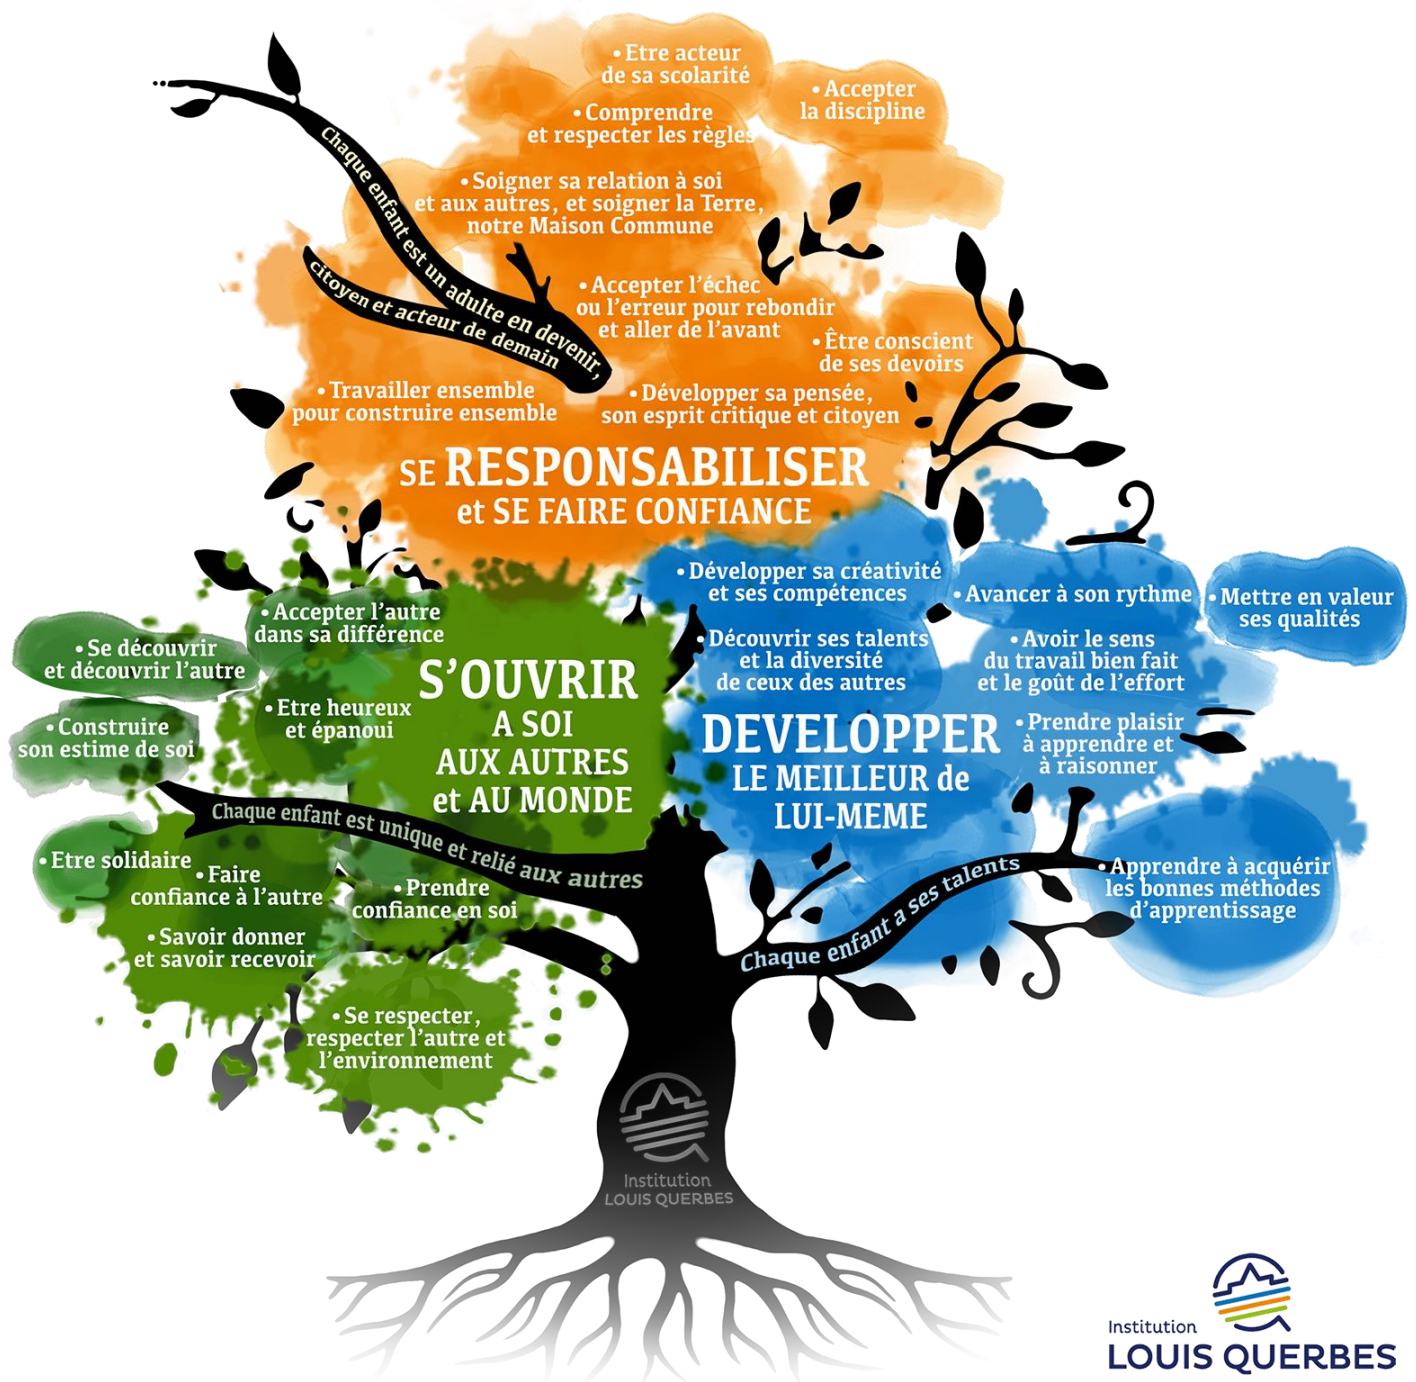 • Etre acteur
de sa scolarité
• Accepter
la discipline
• Comprendre
et respecter les règles
• Soigner sa relation à soi
et aux autres, et soigner la Terre,
notre Maison Commune
Chaque enfant est un adulte en devenir,
citoyen et acteur de demain
• Accepter l'échec
ou l'erreur pour rebondir
et aller de l'avant
• Être conscient
de ses devoirs
• Travailler ensemble
pour construire ensemble
• Développer sa pensée,
son esprit critique et citoyen
SE RESPONSABILISER
et SE FAIRE CONFIANCE
• Accepter l'autre
dans sa différence
• Se découvrir
et découvrir l'autre
• Etre heureux
et épanoui
• Construire
son estime de soi
S'OUVRIR
A SOI
AUX AUTRES
et AU MONDE
Chaque enfant est unique et relié aux autres
• Etre solidaire
• Faire
confiance à l'autre
• Prendre
confiance en soi
• Savoir donner
et savoir recevoir
• Se respecter,
respecter l'autre et
l'environnement
• Développer sa créativité
et ses compétences
• Avancer à son rythme
• Mettre en valeur
ses qualités
• Découvrir ses talents
et la diversité
de ceux des autres
• Avoir le sens
du travail bien fait
et le goût de l'effort
DEVELOPPER
LE MEILLEUR de
LUI-MEME
• Prendre plaisir
à apprendre et
à raisonner
Chaque enfant a ses talents
• Apprendre à acquérir
les bonnes méthodes
d'apprentissage
Institution
LOUIS QUERBES
Institution
LOUIS QUERBES